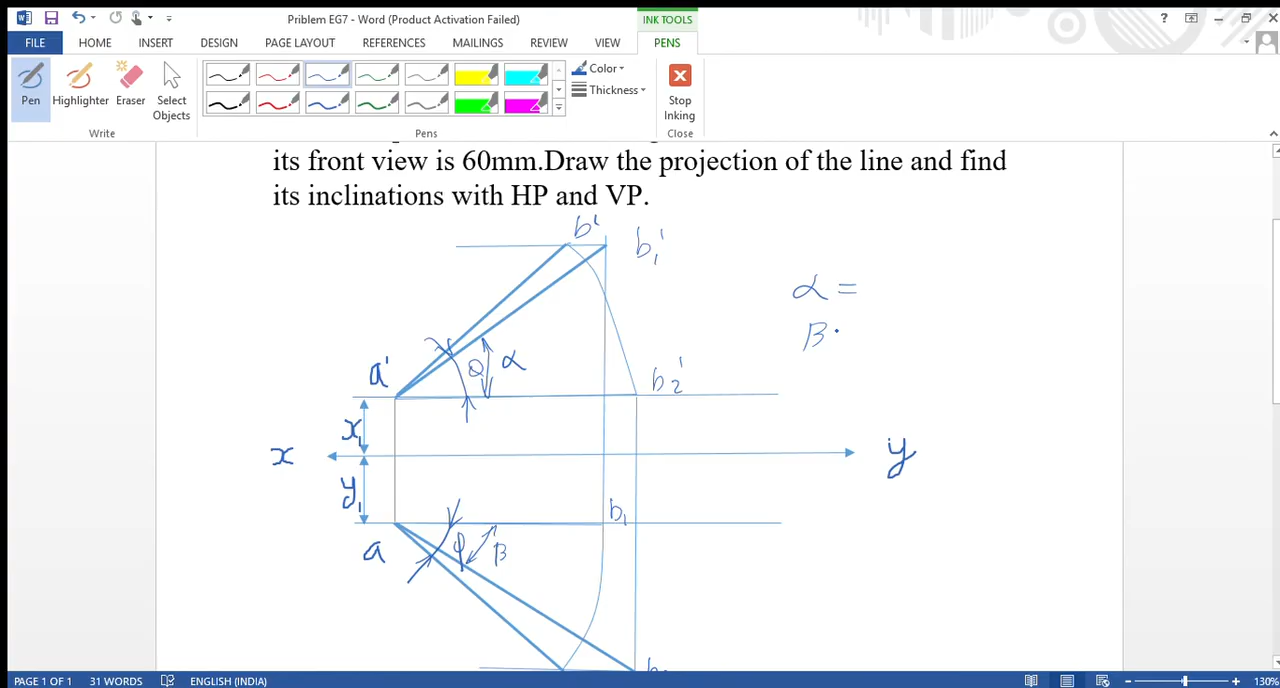 Priblem EG7 - Word (Product Activation Failed)
INK TOOLS
FILE HOME INSERT DESIGN PAGE LAYOUT REFERENCES MAILINGS REVIEW VIEW PENS
Pen Highlighter Eraser Select Objects
Color
Thickness
Stop Inking
Write Pens Close
its front view is 60mm.Draw the projection of the line and find
its inclinations with HP and VP.
b'
b₁'
α =
β
a'
θ α
b₂'
x₁
x
y
y₁
b₁
a
φ β
PAGE 1 OF 1 31 WORDS ENGLISH (INDIA) 130%